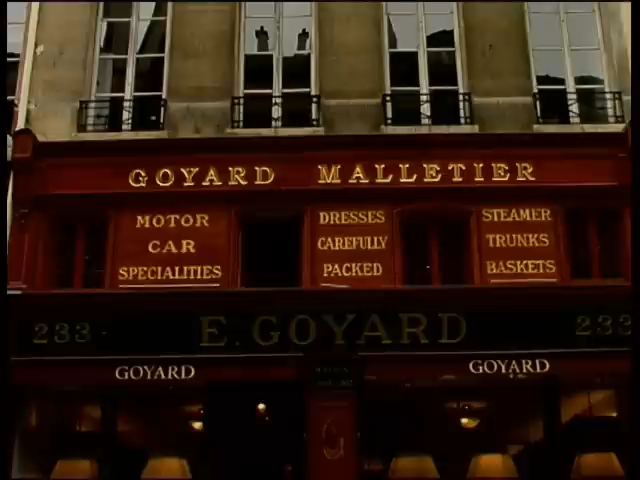 GOYARD MALLETIER
MOTOR
CAR
SPECIALITIES
DRESSES
CAREFULLY
PACKED
STEAMER
TRUNKS
BASKETS
233 E. GOYARD 233
GOYARD GOYARD